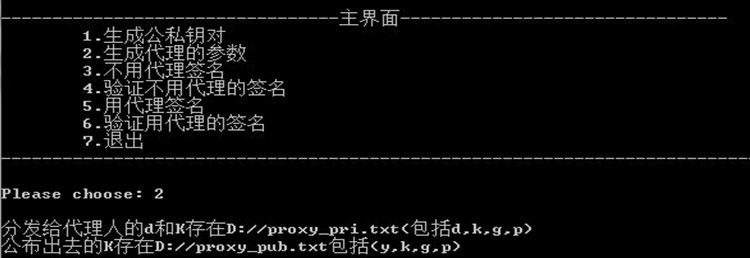 --------------------------------主界面-------------------------------
1.生成公私钥对
2.生成代理的参数
3.不用代理签名
4.验证不用代理的签名
5.用代理签名
6.验证用代理的签名
7.退出
-----------------------------------------------------------------------
Please choose: 2
分发给代理人的d和K存在D://proxy_pri.txt(包括d,k,g,p)
公布出去的K存在D://proxy_pub.txt包括(y,k,g,p)